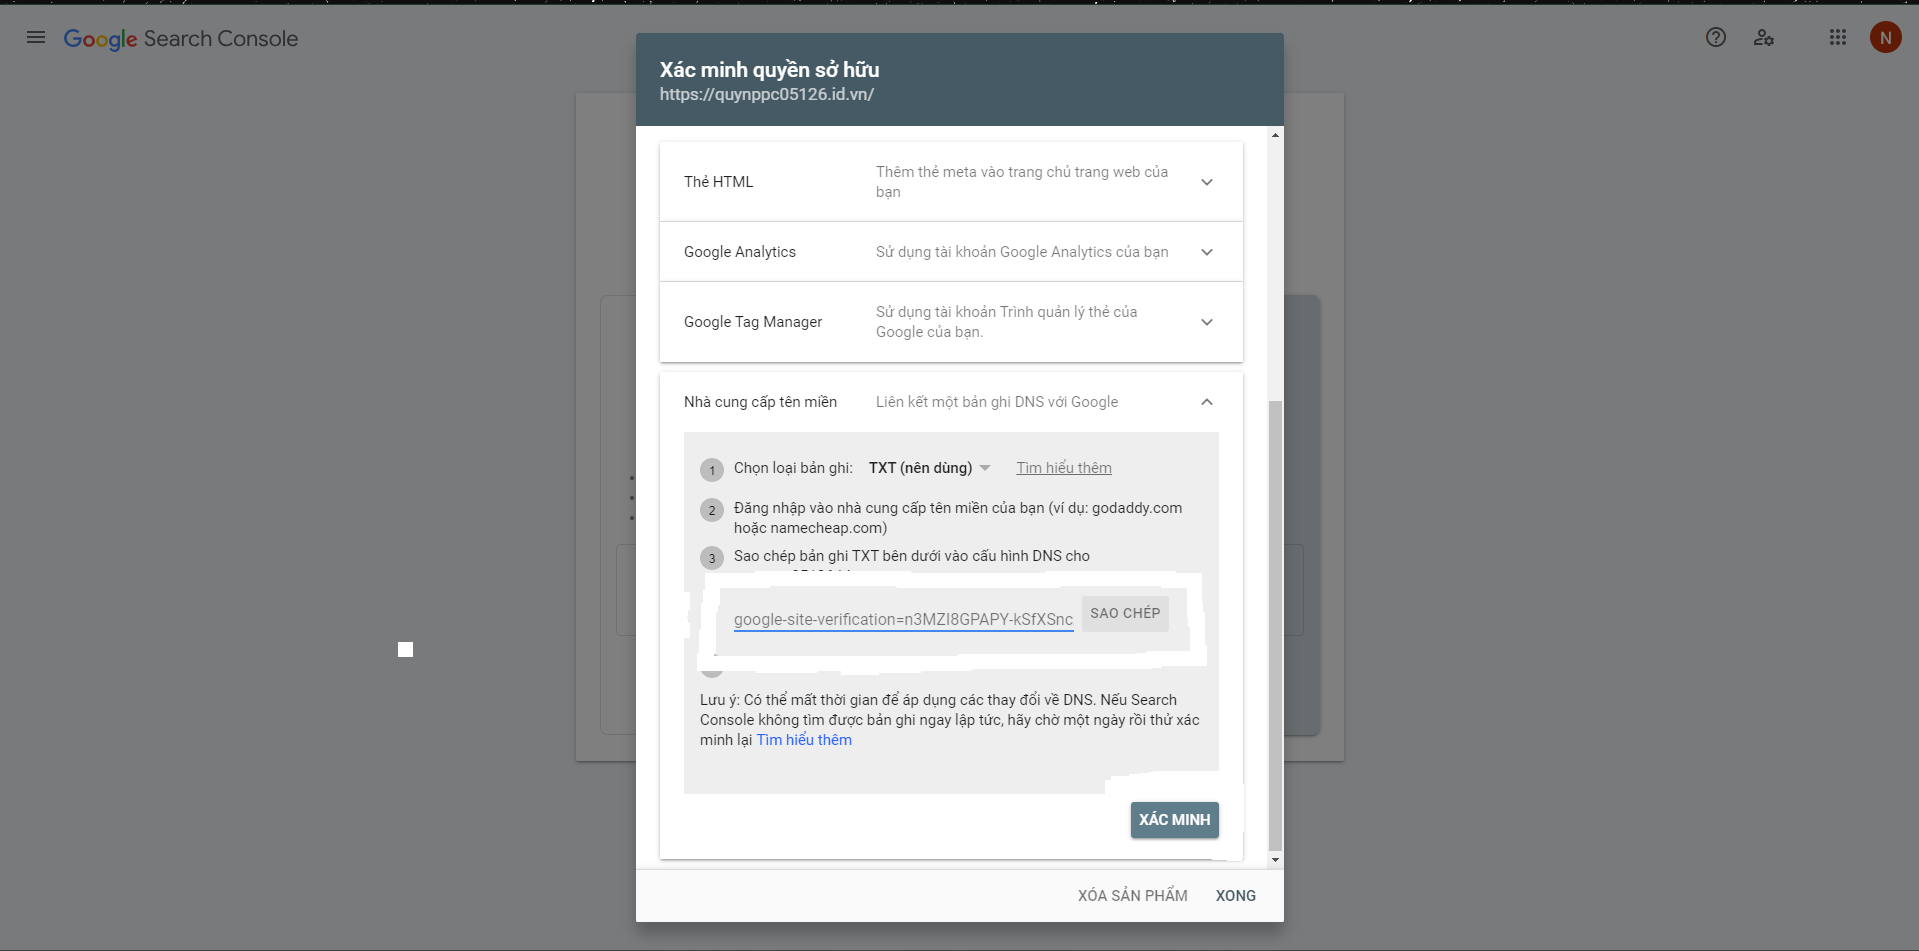 Google Search Console
N
Xác minh quyền sở hữu
https://quynppc05126.id.vn/
Thẻ HTML
Thêm thẻ meta vào trang chủ trang web của
bạn
Google Analytics
Sử dụng tài khoản Google Analytics của bạn
Google Tag Manager
Sử dụng tài khoản Trình quản lý thẻ của
Google của bạn.
Nhà cung cấp tên miền
Liên kết một bản ghi DNS với Google
1 Chọn loại bản ghi: TXT (nên dùng) Tìm hiểu thêm
2 Đăng nhập vào nhà cung cấp tên miền của bạn (ví dụ: godaddy.com
hoặc namecheap.com)
3 Sao chép bản ghi TXT bên dưới vào cấu hình DNS cho
google-site-verification=n3MZI8GPAPY-kSfXSnc
SAO CHÉP
Lưu ý: Có thể mất thời gian để áp dụng các thay đổi về DNS. Nếu Search
Console không tìm được bản ghi ngay lập tức, hãy chờ một ngày rồi thử xác
minh lại Tìm hiểu thêm
XÁC MINH
XÓA SẢN PHẨM
XONG